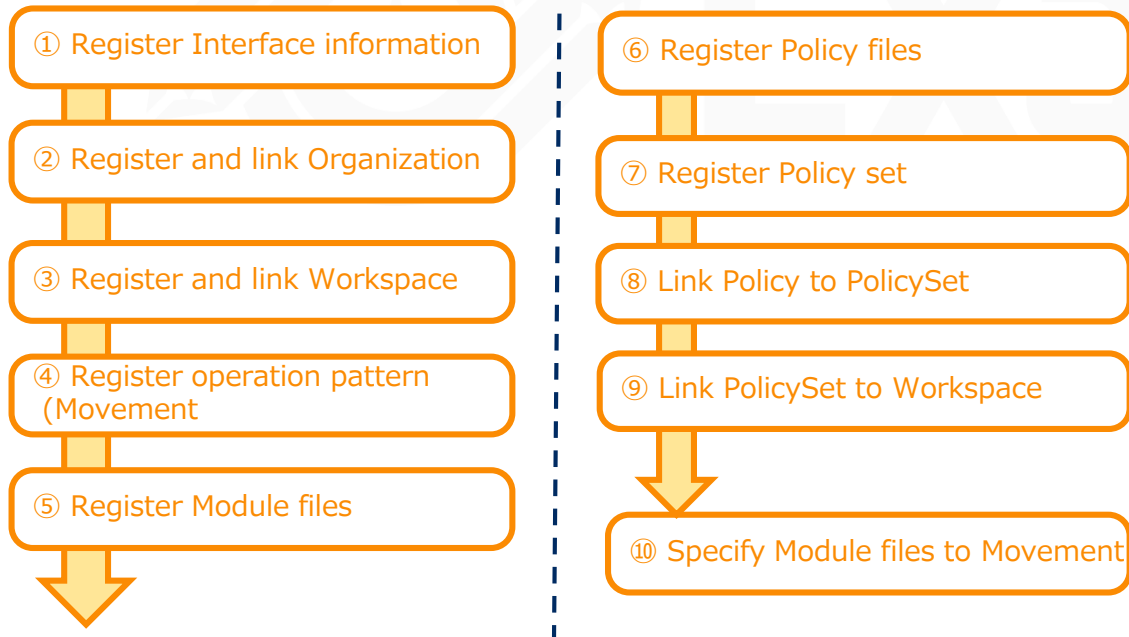 ① Register Interface information
② Register and link Organization
③ Register and link Workspace
④ Register operation pattern
(Movement
⑤ Register Module files
⑥ Register Policy files
⑦ Register Policy set
⑧ Link Policy to PolicySet
⑨ Link PolicySet to Workspace
⑩ Specify Module files to Movement